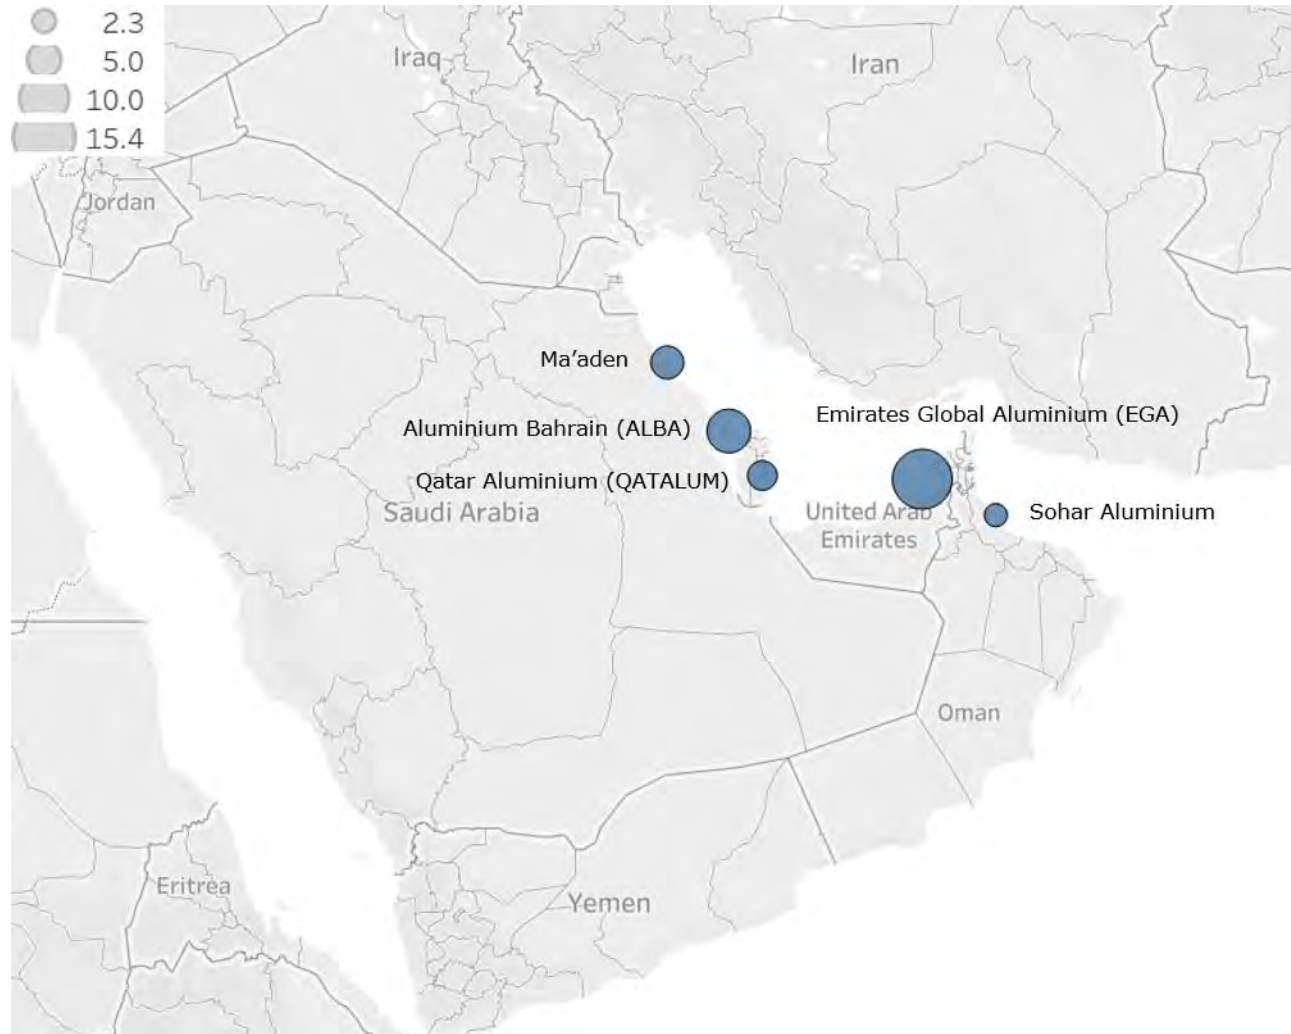 2.3
5.0
10.0
15.4
Iraq
Iran
Jordan
Ma’aden
Emirates Global Aluminium (EGA)
Aluminium Bahrain (ALBA)
Qatar Aluminium (QATALUM)
Saudi Arabia
United Arab
Emirates
Sohar Aluminium
Oman
Eritrea
Yemen